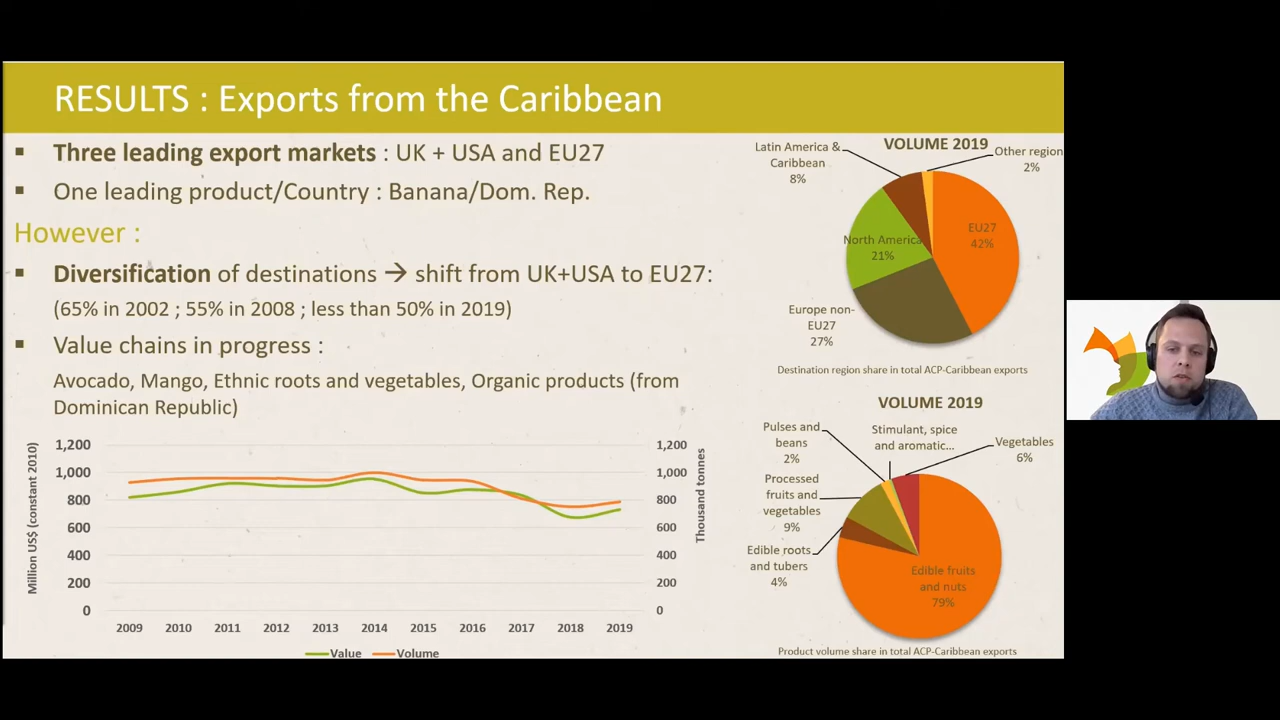 RESULTS : Exports from the Caribbean
▪ Three leading export markets : UK + USA and EU27
▪ One leading product/Country : Banana/Dom. Rep.
However :
▪ Diversification of destinations → shift from UK+USA to EU27:
(65% in 2002 ; 55% in 2008 ; less than 50% in 2019)
▪ Value chains in progress :
Avocado, Mango, Ethnic roots and vegetables, Organic products (from
Dominican Republic)
Million US$ (constant 2010)
1,200
1,000
800
600
400
200
0
1,200
1,000
800
600
400
200
0
Thousand tonnes
2009 2010 2011 2012 2013 2014 2015 2016 2017 2018 2019
Value Volume
VOLUME 2019
Latin America &
Caribbean
8%
Other region
2%
EU27
42%
North America
21%
Europe non-
EU27
27%
Destination region share in total ACP-Caribbean exports
VOLUME 2019
Pulses and
beans
2%
Stimulant, spice
and aromatic...
Vegetables
6%
Processed
fruits and
vegetables
9%
Edible roots
and tubers
4%
Edible fruits
and nuts
79%
Product volume share in total ACP-Caribbean exports